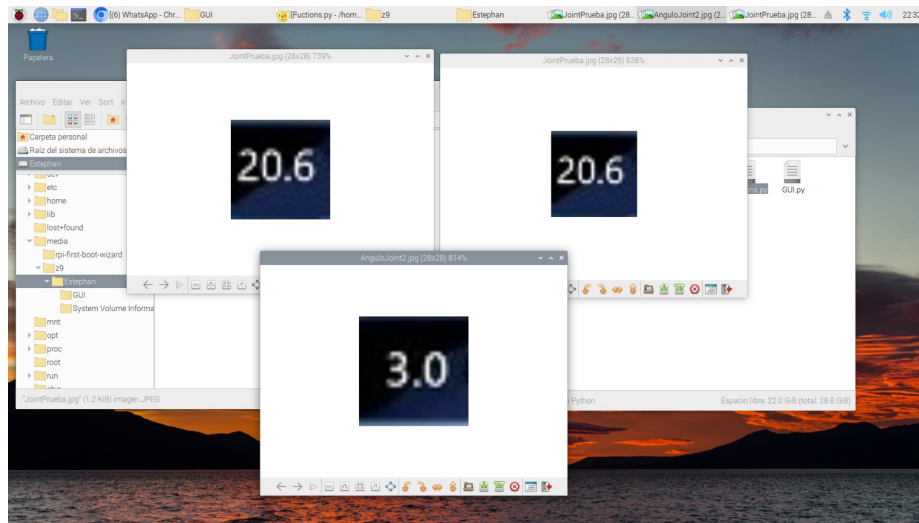 [(6) WhatsApp - Chr...
GUI
[Fuctions.py - /hom...
z9
Estephan
JointPrueba.jpg (28...
AnguloJoint2.jpg (2...
JointPrueba.jpg (28...
22:32
Papelera
JointPrueba.jpg (28x28) 739%
JointPrueba.jpg (28x28) 638%
Archivo Editar Ver Sort Ir
Carpeta personal
Raíz del sistema de archivos
Estephan
etc
home
lib
lost+found
media
rpi-first-boot-wizard
z9
Estephan
GUI
System Volume Informa
mnt
opt
proc
root
run
20.6
20.6
GUI.py
AnguloJoint2.jpg (28x28) 814%
3.0
"JointPrueba.jpg" (1.2 KiB) imagen JPEG
Python
Espacio libre: 22.0 GiB (total: 28.8 GiB)